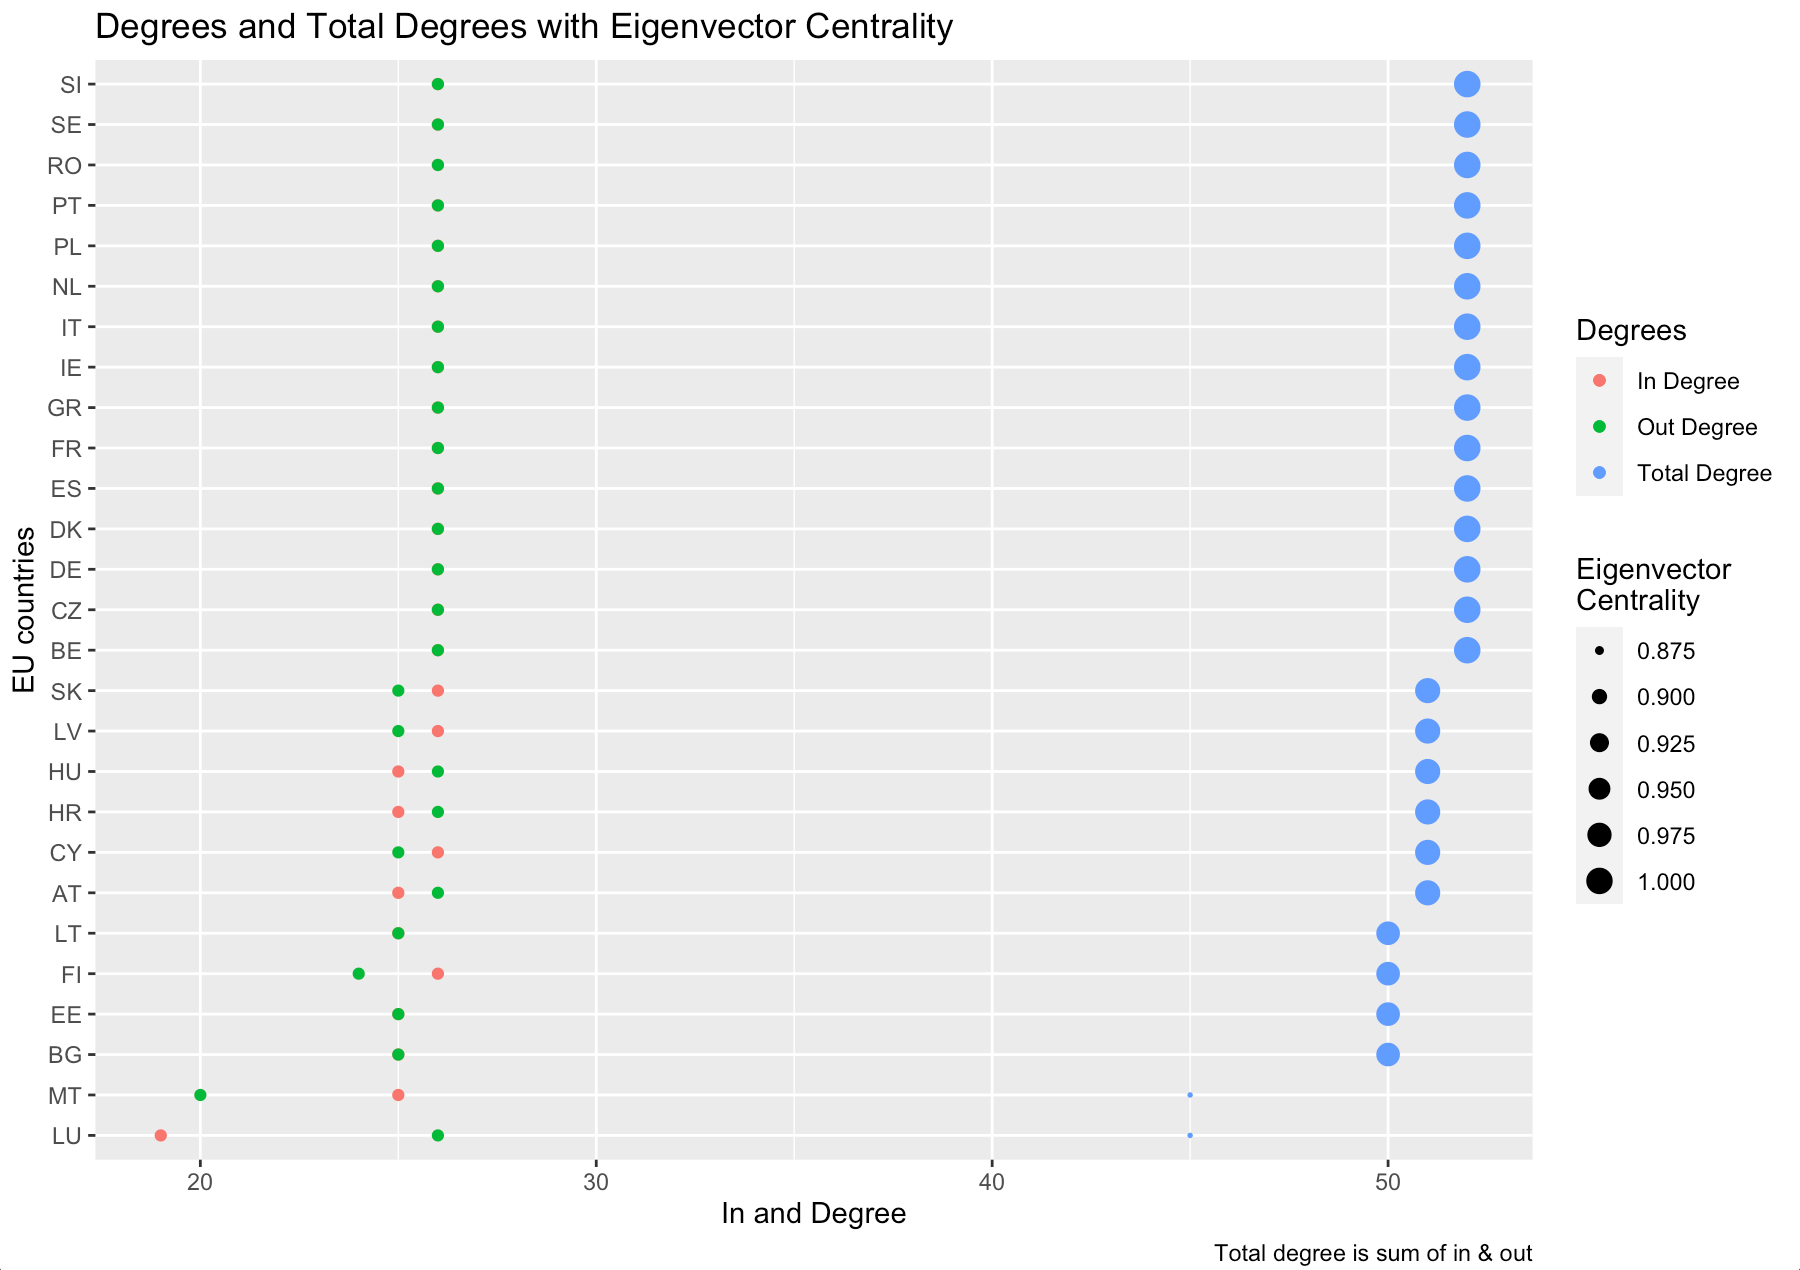 Degrees and Total Degrees with Eigenvector Centrality
SI
SE
RO
PT
PL
NL
IT
IE
GR
FR
ES
DK
DE
CZ
BE
SK
LV
HU
HR
CY
AT
LT
FI
EE
BG
MT
LU
EU countries
20 30 40 50
In and Degree
Total degree is sum of in & out
Degrees
In Degree
Out Degree
Total Degree
Eigenvector
Centrality
0.875
0.900
0.925
0.950
0.975
1.000